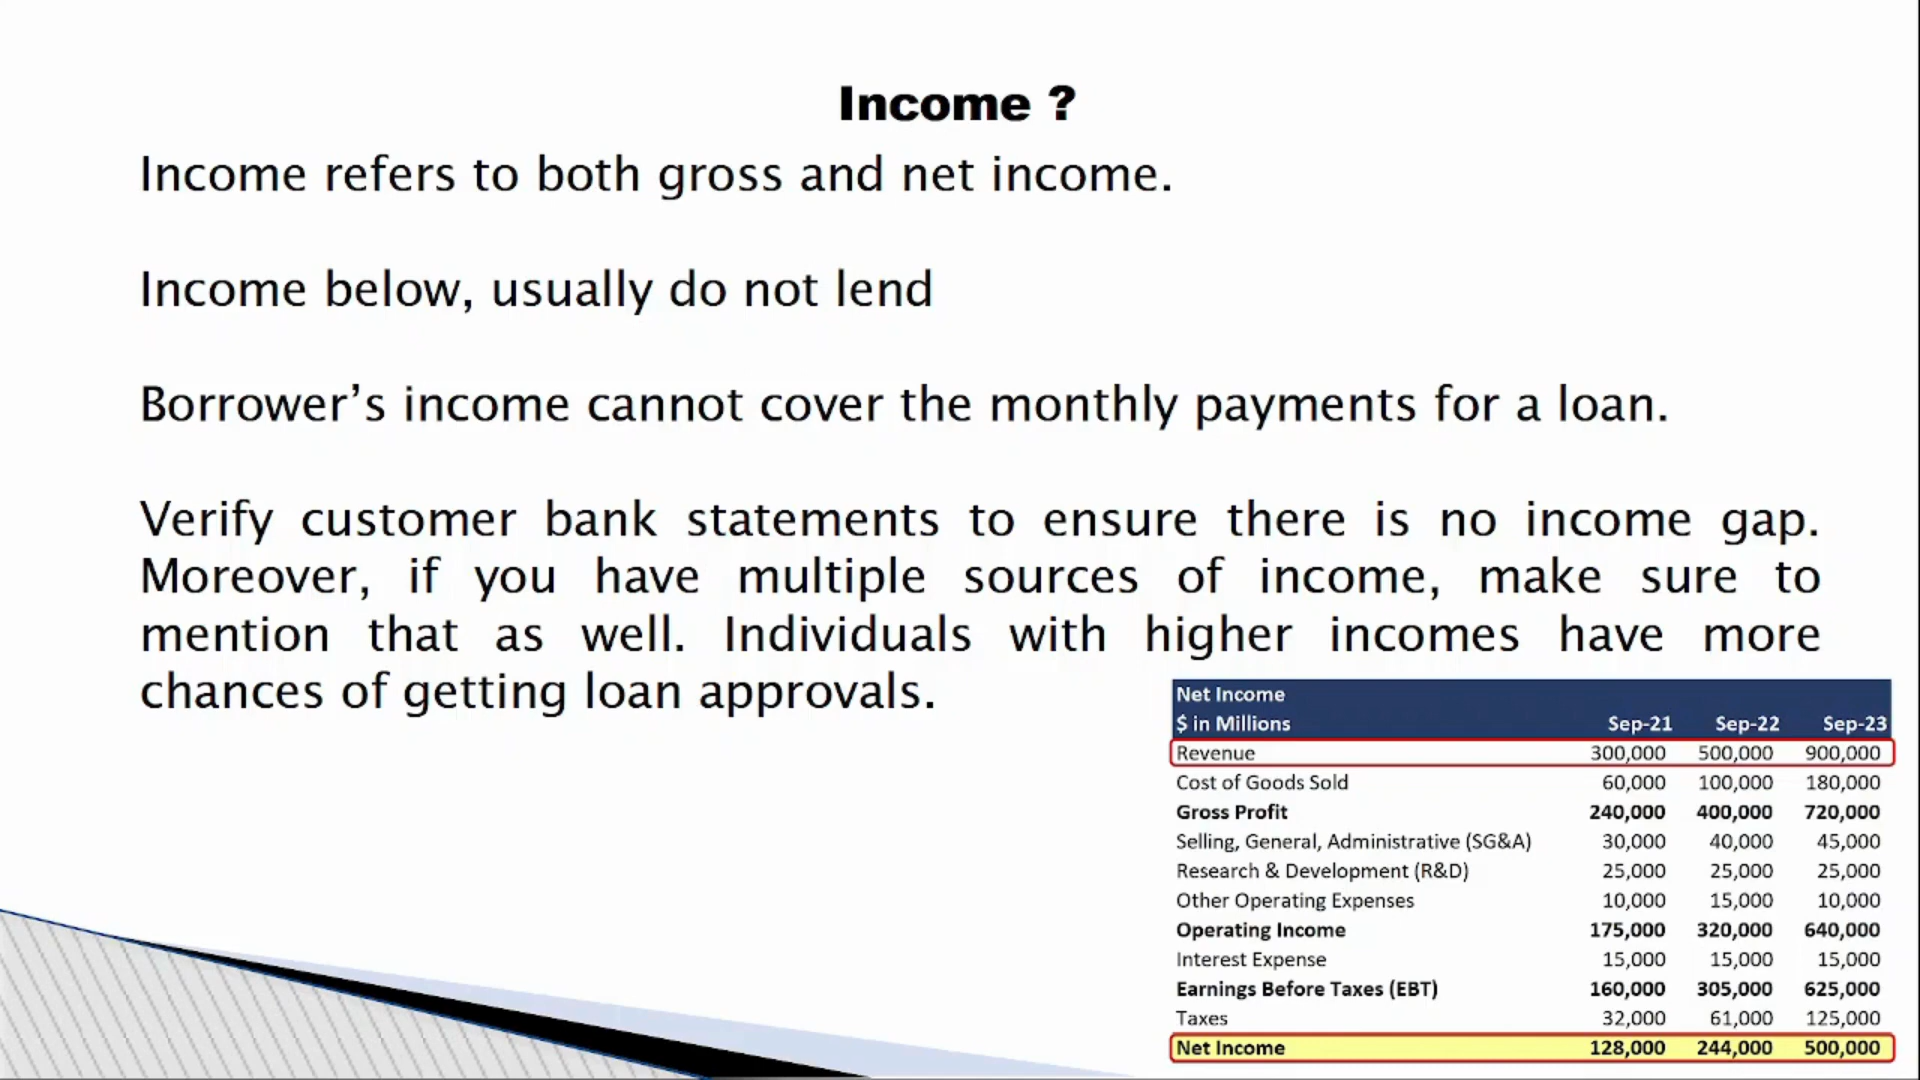 Income ?
Income refers to both gross and net income.
Income below, usually do not lend
Borrower’s income cannot cover the monthly payments for a loan.
Verify customer bank statements to ensure there is no income gap.
Moreover, if you have multiple sources of income, make sure to
mention that as well. Individuals with higher incomes have more
chances of getting loan approvals.
Net Income
$ in Millions Sep-21 Sep-22 Sep-23
Revenue 300,000 500,000 900,000
Cost of Goods Sold 60,000 100,000 180,000
Gross Profit 240,000 400,000 720,000
Selling, General, Administrative (SG&A) 30,000 40,000 45,000
Research & Development (R&D) 25,000 25,000 25,000
Other Operating Expenses 10,000 15,000 10,000
Operating Income 175,000 320,000 640,000
Interest Expense 15,000 15,000 15,000
Earnings Before Taxes (EBT) 160,000 305,000 625,000
Taxes 32,000 61,000 125,000
Net Income 128,000 244,000 500,000